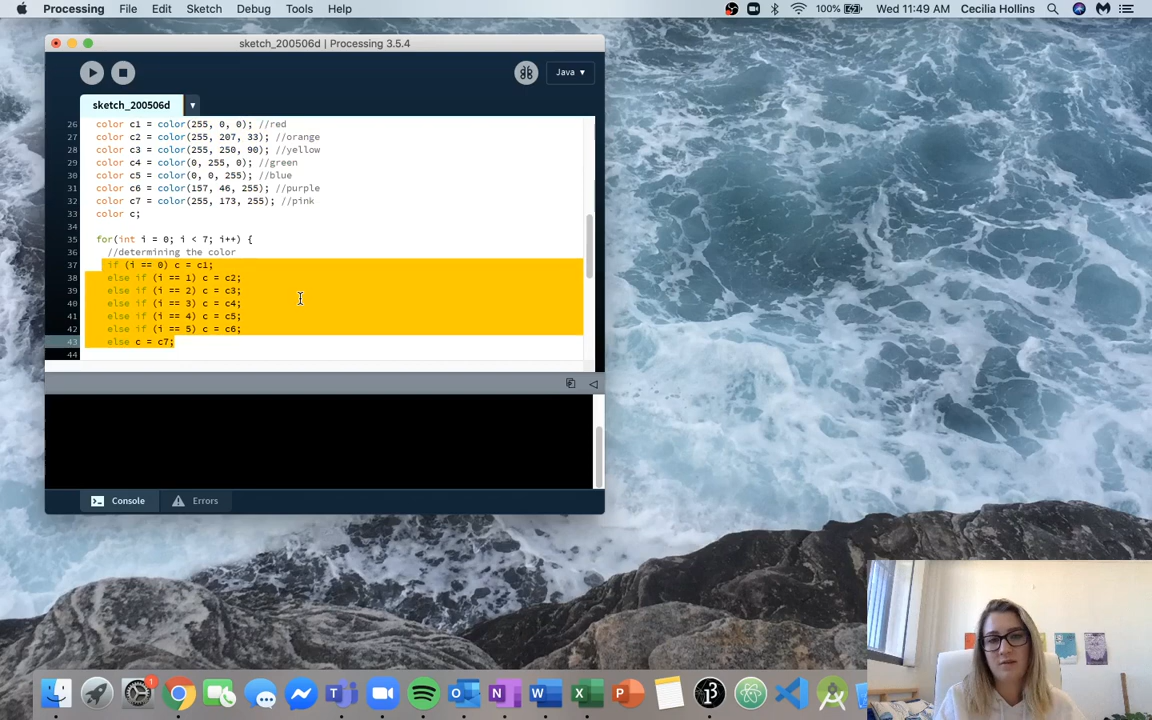 Processing File Edit Sketch Debug Tools Help 100% Wed 11:49 AM Cecilia Hollins
sketch_200506d | Processing 3.5.4
Java ▾
sketch_200506d
26 color c1 = color(255, 0, 0); //red
27 color c2 = color(255, 207, 33); //orange
28 color c3 = color(255, 250, 90); //yellow
29 color c4 = color(0, 255, 0); //green
30 color c5 = color(0, 0, 255); //blue
31 color c6 = color(157, 46, 255); //purple
32 color c7 = color(255, 173, 255); //pink
33 color c;
34
35 for(int i = 0; i < 7; i++) {
36 //determining the color
37 if (i == 0) c = c1;
38 else if (i == 1) c = c2;
39 else if (i == 2) c = c3;
40 else if (i == 3) c = c4;
41 else if (i == 4) c = c5;
42 else if (i == 5) c = c6;
43 else c = c7;
44
Console Errors
1